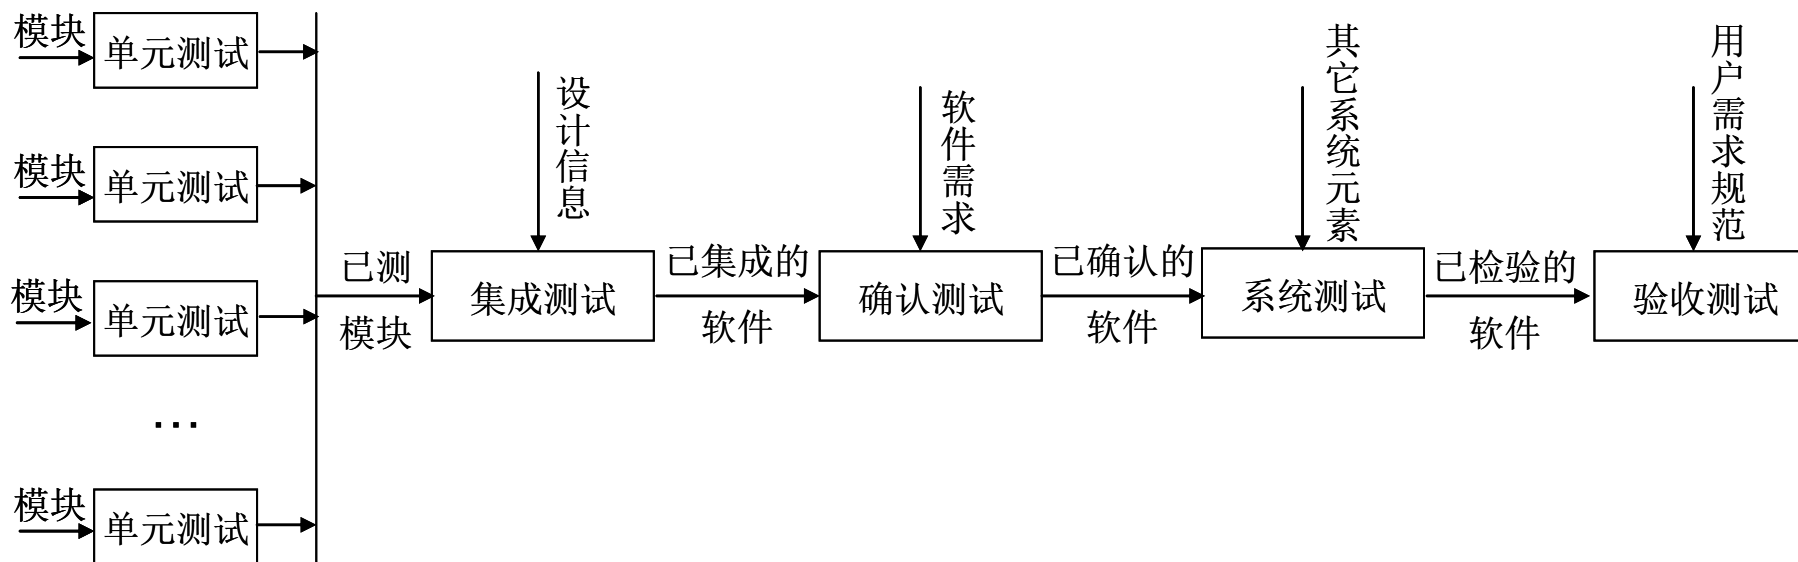 模块
单元测试
模块
单元测试
模块
单元测试
…
模块
单元测试
已测
模块
设计信息
集成测试
已集成的
软件
软件需求
确认测试
已确认的
软件
其它系统元素
系统测试
已检验的
软件
用户需求规范
验收测试